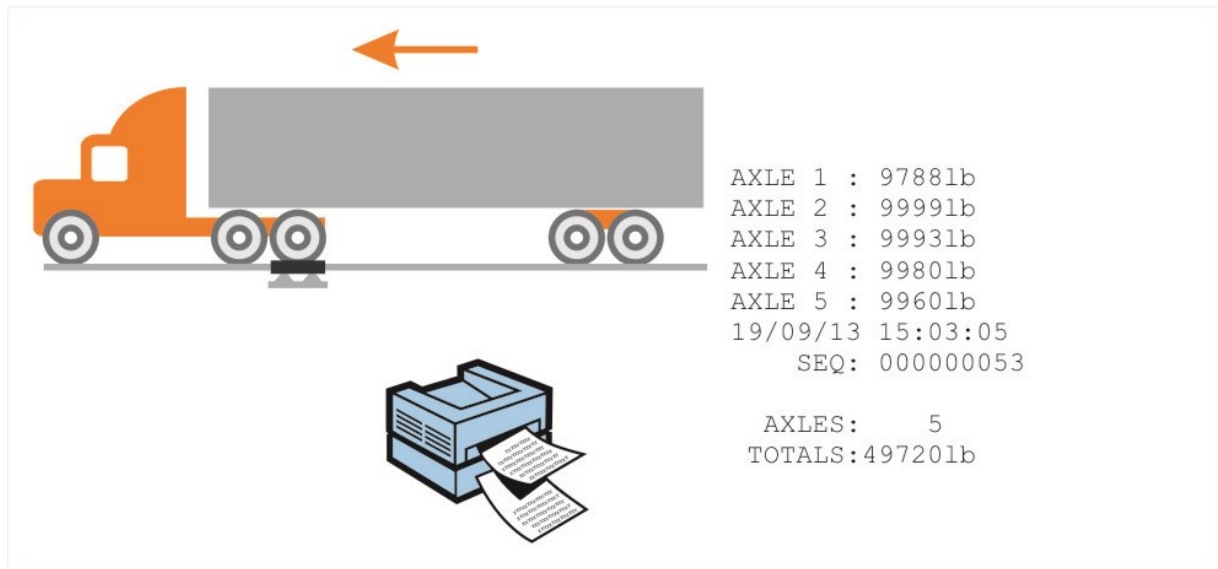 AXLE 1 : 9788lb
AXLE 2 : 9999lb
AXLE 3 : 9993lb
AXLE 4 : 9980lb
AXLE 5 : 9960lb
19/09/13 15:03:05
SEQ: 000000053
AXLES: 5
TOTALS:49720lb